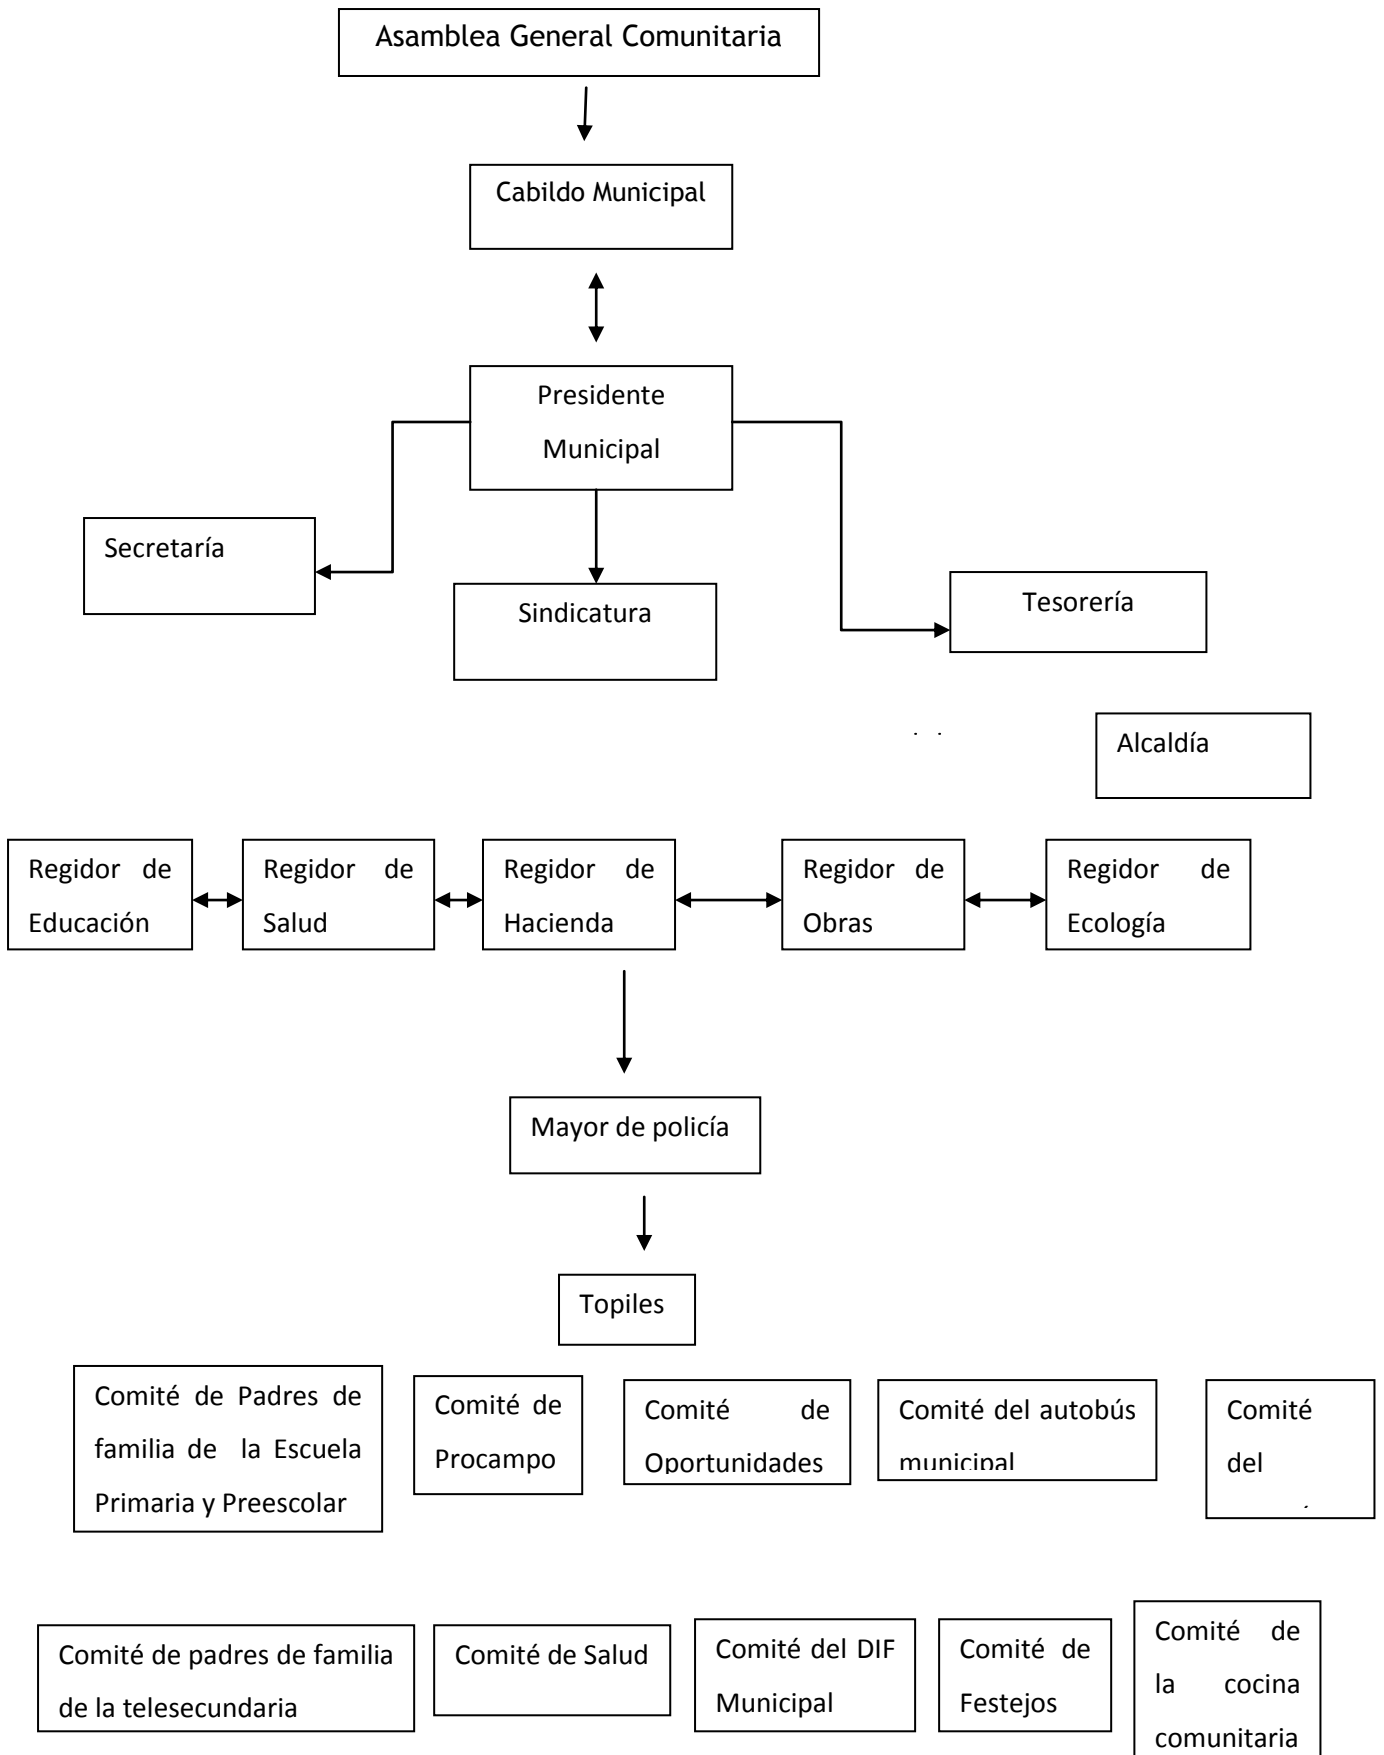 Asamblea General Comunitaria
Cabildo Municipal
Presidente
Municipal
Secretaría
Sindicatura
Tesorería
Alcaldía
Regidor de
Educación
Regidor de
Salud
Regidor de
Hacienda
Regidor de
Obras
Regidor de
Ecología
Mayor de policía
Topiles
Comité de Padres de
familia de la Escuela
Primaria y Preescolar
Comité de
Procampo
Comité de
Oportunidades
Comité del autobús
municipal
Comité
del
Comité de padres de familia
de la telesecundaria
Comité de Salud
Comité del DIF
Municipal
Comité de
Festejos
Comité de
la cocina
comunitaria